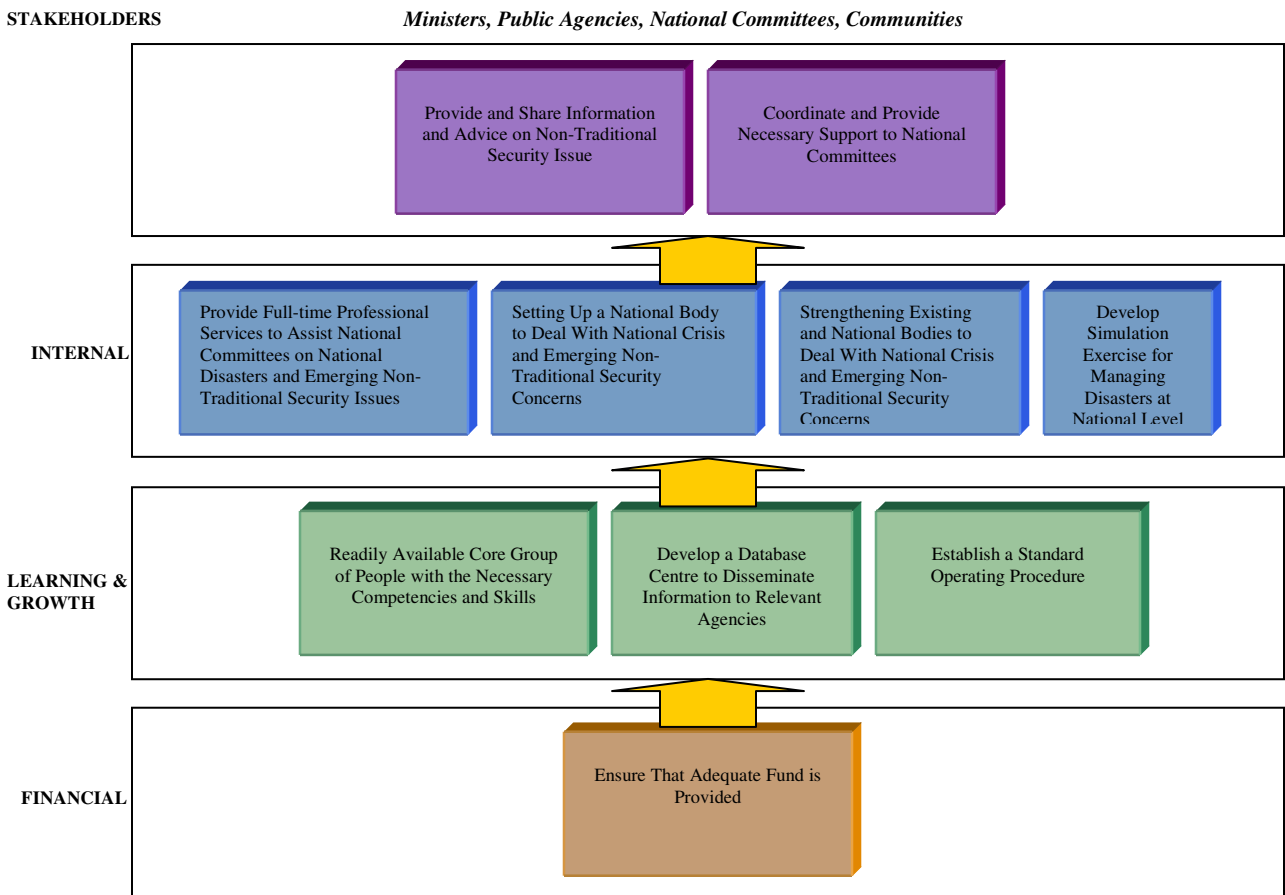 STAKEHOLDERS
Ministers, Public Agencies, National Committees, Communities
Provide and Share Information
and Advice on Non-Traditional
Security Issue
Coordinate and Provide
Necessary Support to National
Committees
INTERNAL
Provide Full-time Professional
Services to Assist National
Committees on National
Disasters and Emerging Non-
Traditional Security Issues
Setting Up a National Body
to Deal With National Crisis
and Emerging Non-
Traditional Security
Concerns
Strengthening Existing
and National Bodies to
Deal With National Crisis
and Emerging Non-
Traditional Security
Concerns
Develop
Simulation
Exercise for
Managing
Disasters at
National Level
LEARNING &
GROWTH
Readily Available Core Group
of People with the Necessary
Competencies and Skills
Develop a Database
Centre to Disseminate
Information to Relevant
Agencies
Establish a Standard
Operating Procedure
FINANCIAL
Ensure That Adequate Fund is
Provided